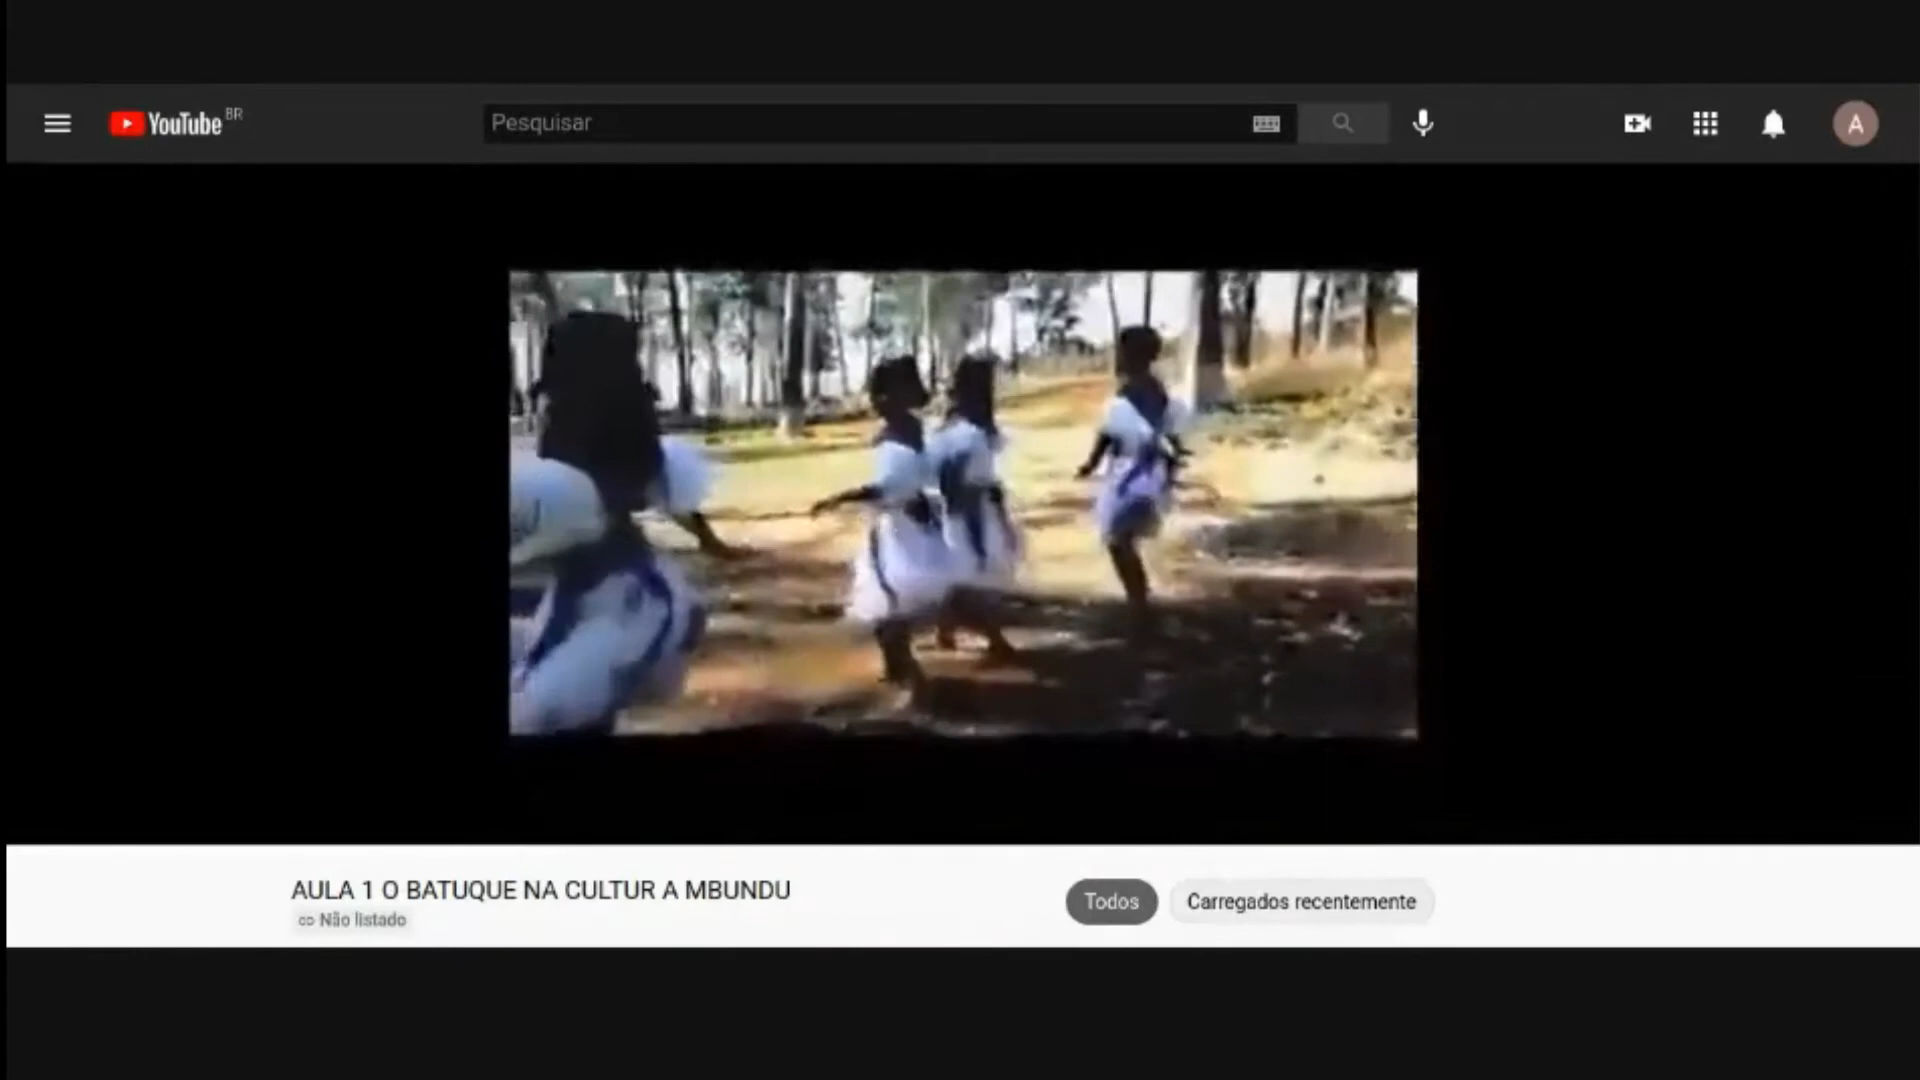 YouTube BR
Pesquisar
A
AULA 1 O BATUQUE NA CULTUR A MBUNDU
Não listado
Todos
Carregados recentemente